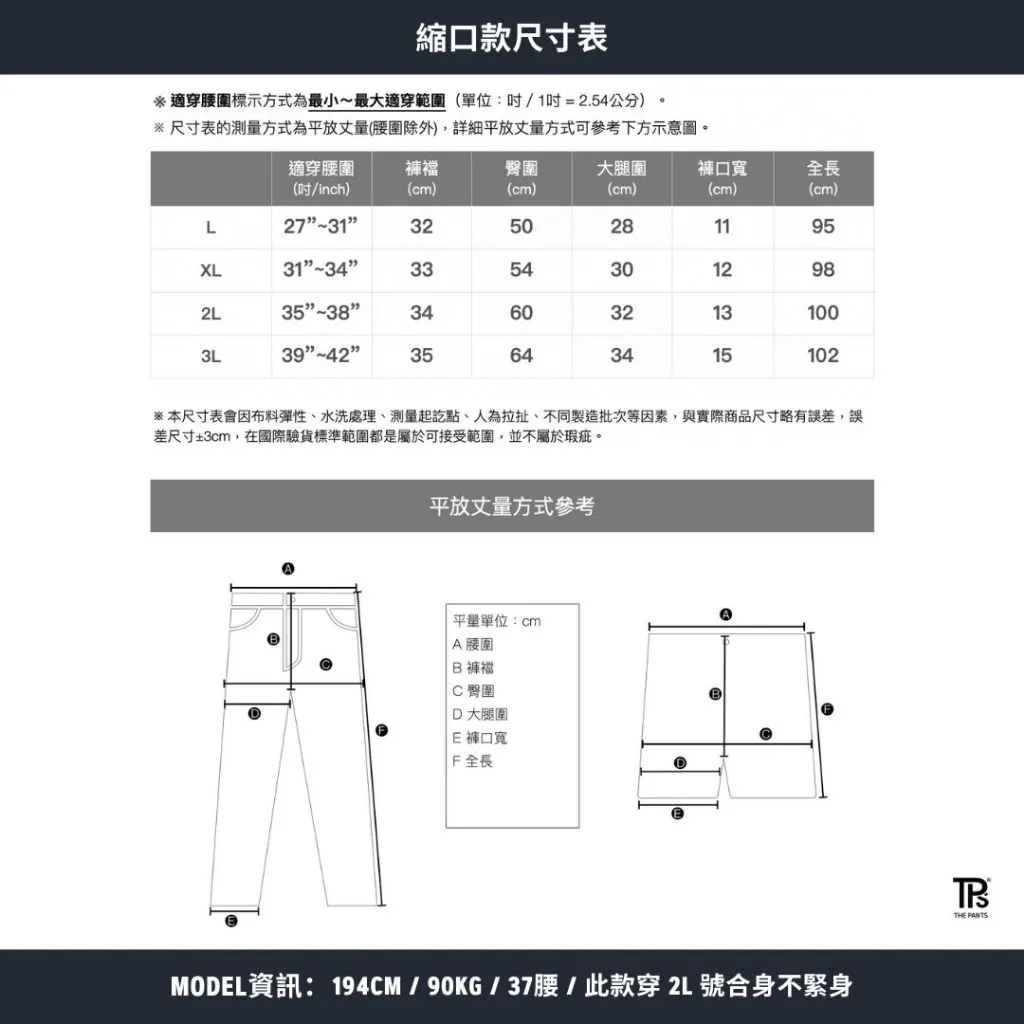 縮口款尺寸表
※ 適穿腰圍標示方式為最小～最大適穿範圍（單位：吋 / 1吋 = 2.54公分）。
※ 尺寸表的測量方式為平放丈量(腰圍除外)，詳細平放丈量方式可參考下方示意圖。
適穿腰圍 褲襠 臀圍 大腿圍 褲口寬 全長
(吋/inch) (cm) (cm) (cm) (cm) (cm)
L 27”~31” 32 50 28 11 95
XL 31”~34” 33 54 30 12 98
2L 35”~38” 34 60 32 13 100
3L 39”~42” 35 64 34 15 102
※ 本尺寸表會因布料彈性、水洗處理、測量起訖點、人為拉扯、不同製造批次等因素，與實際商品尺寸略有誤差，誤
差尺寸±3cm，在國際驗貨標準範圍都是屬於可接受範圍，並不屬於瑕疵。
平放丈量方式參考
A
B
C
D
F
E
平量單位：cm
A 腰圍
B 褲襠
C 臀圍
D 大腿圍
E 褲口寬
F 全長
A
B
F
C
D
E
TPS®
THE PANTS
MODEL資訊：194CM / 90KG / 37腰 / 此款穿 2L 號合身不緊身